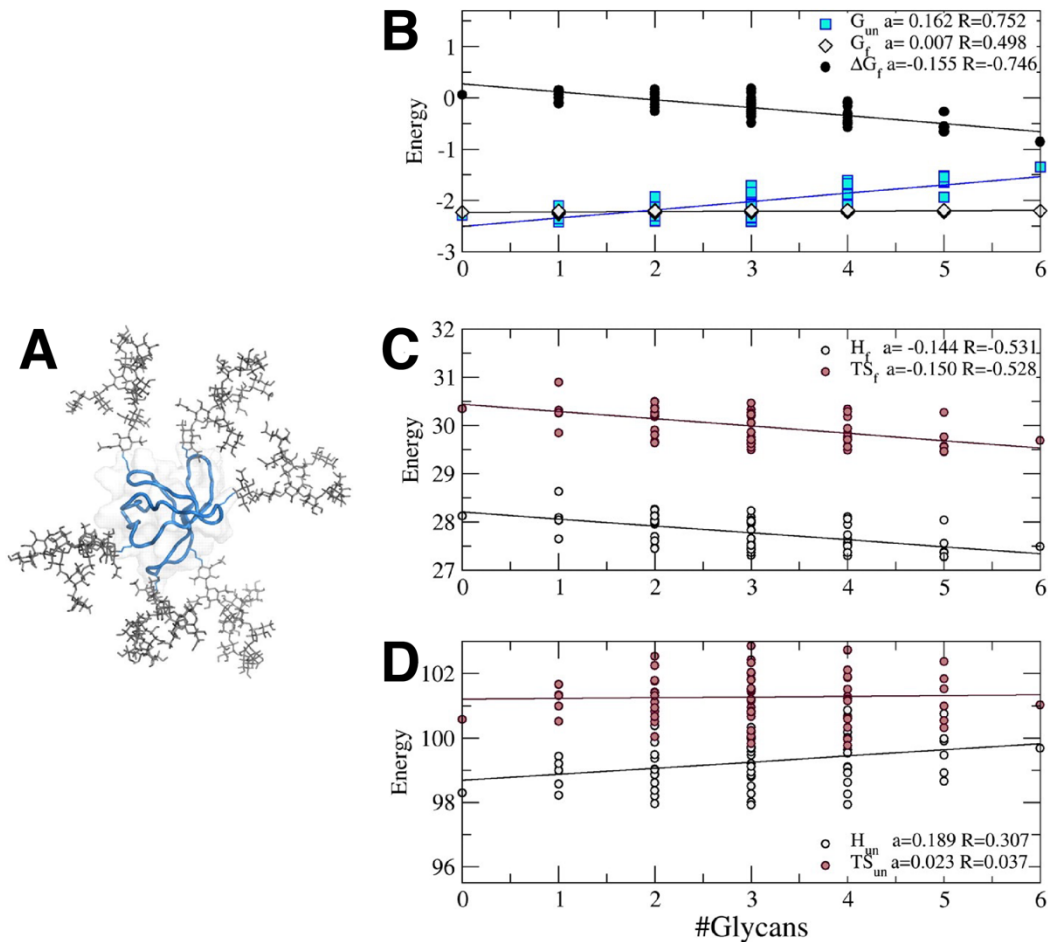 A
B
G_un a= 0.162 R=0.752
G_f a= 0.007 R=0.498
ΔG_f a=-0.155 R=-0.746
Energy
1
0
-1
-2
-3
0 1 2 3 4 5 6
C
H_f a= -0.144 R=-0.531
TS_f a=-0.150 R=-0.528
Energy
32
31
30
29
28
27
0 1 2 3 4 5 6
D
Energy
102
100
98
96
H_un a=0.189 R=0.307
TS_un a=0.023 R=0.037
0 1 2 3 4 5 6
#Glycans